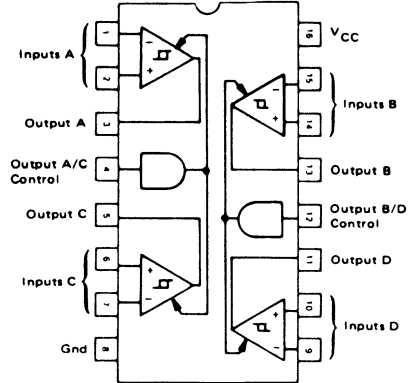 1
Inputs A
2
Output A
3
Output A/C
Control
4
Output C
5
6
Inputs C
7
Gnd
8
16
VCC
15
Inputs B
14
13
Output B
12
Output B/D
Control
11
Output D
10
Inputs D
9
- + + - + - - + + -